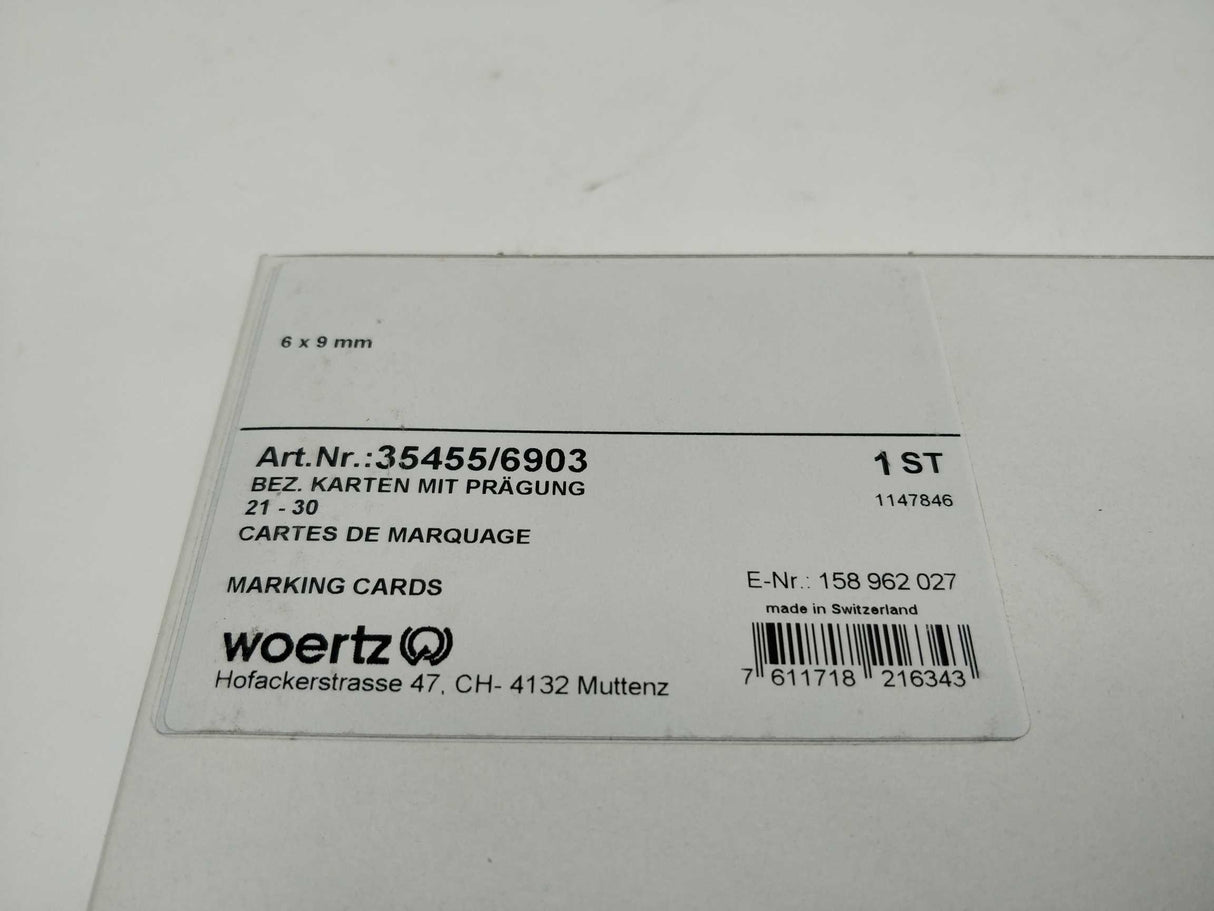 6 x 9 mm
Art.Nr.:35455/6903
1 ST
BEZ. KARTEN MIT PRÄGUNG
1147846
21 - 30
CARTES DE MARQUAGE
MARKING CARDS
E-Nr.: 158 962 027
made in Switzerland
woertz
Hofackerstrasse 47, CH- 4132 Muttenz
7 611718 216343